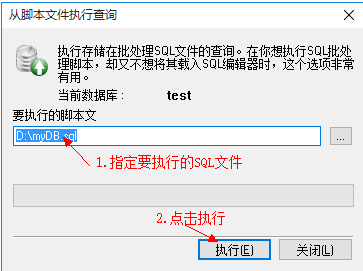 从脚本文件执行查询
执行存储在批处理SQL文件的查询。在你想执行SQL批处
理脚本，却又不想将其载入SQL编辑器时，这个选项非常
有用。
当前数据库： test
要执行的脚本文
D:\myDB.sql
...
1.指定要执行的SQL文件
2.点击执行
执行(E) 关闭(L)